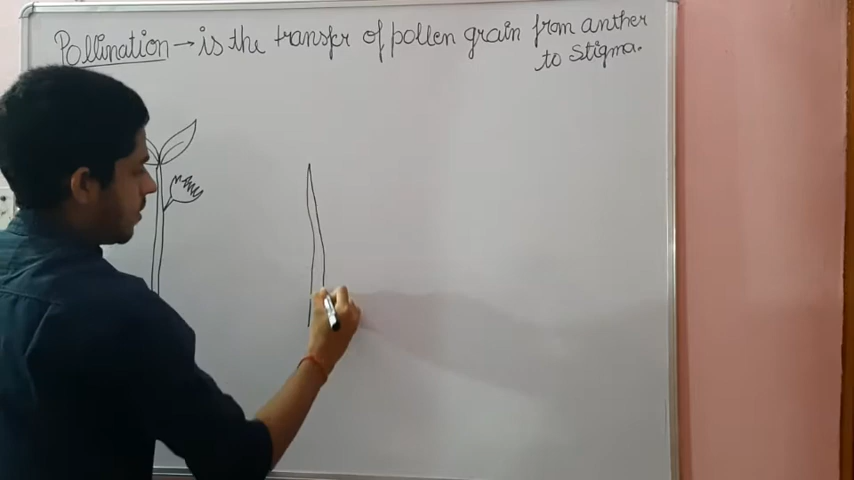 Pollination → is the transfer of pollen grain from anther
to stigma.